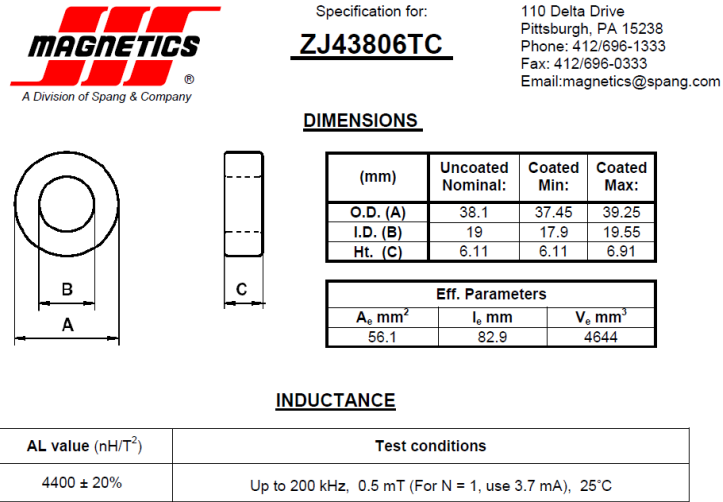 MAGNETICS
®
A Division of Spang & Company
Specification for:
ZJ43806TC
110 Delta Drive
Pittsburgh, PA 15238
Phone: 412/696-1333
Fax: 412/696-0333
Email:magnetics@spang.com
DIMENSIONS
(mm) Uncoated Nominal: Coated Min: Coated Max:
O.D. (A) 38.1 37.45 39.25
I.D. (B) 19 17.9 19.55
Ht. (C) 6.11 6.11 6.91
B
A
C
Eff. Parameters
Ae mm² le mm Ve mm³
56.1 82.9 4644
INDUCTANCE
AL value (nH/T²) Test conditions
4400 ± 20% Up to 200 kHz, 0.5 mT (For N = 1, use 3.7 mA), 25°C